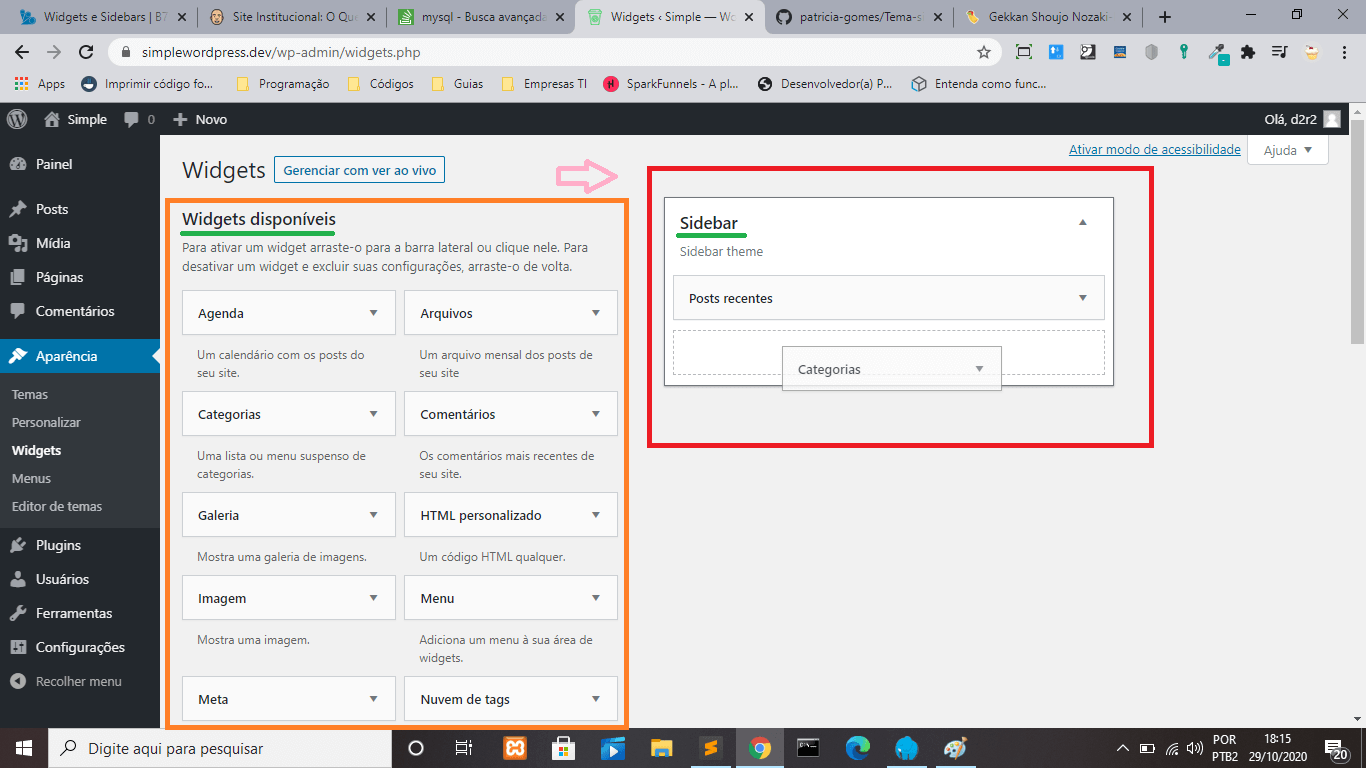 Widgets e Sidebars | B7
Site Institucional: O Que
mysql - Busca avançada
Widgets ‹ Simple — Wo
patricia-gomes/Tema-s
Gekkan Shoujo Nozaki-
simplewordpress.dev/wp-admin/widgets.php
Apps
Imprimir código fo...
Programação
Códigos
Guias
Empresas TI
SparkFunnels - A pl...
Desenvolvedor(a) P...
Entenda como func...
Simple
0
Novo
Olá, d2r2
Painel
Posts
Mídia
Páginas
Comentários
Aparência
Temas
Personalizar
Widgets
Menus
Editor de temas
Plugins
Usuários
Ferramentas
Configurações
Recolher menu
Ativar modo de acessibilidade
Ajuda
Widgets
Gerenciar com ver ao vivo
Widgets disponíveis
Para ativar um widget arraste-o para a barra lateral ou clique nele. Para
desativar um widget e excluir suas configurações, arraste-o de volta.
Agenda
Um calendário com os posts do
seu site.
Arquivos
Um arquivo mensal dos posts de
seu site
Categorias
Uma lista ou menu suspenso de
categorias.
Comentários
Os comentários mais recentes de
seu site.
Galeria
Mostra uma galeria de imagens.
HTML personalizado
Um código HTML qualquer.
Imagem
Mostra uma imagem.
Menu
Adiciona um menu à sua área de
widgets.
Meta
Nuvem de tags
Sidebar
Sidebar theme
Posts recentes
Categorias
Digite aqui para pesquisar
POR
PTB2
18:15
29/10/2020
20